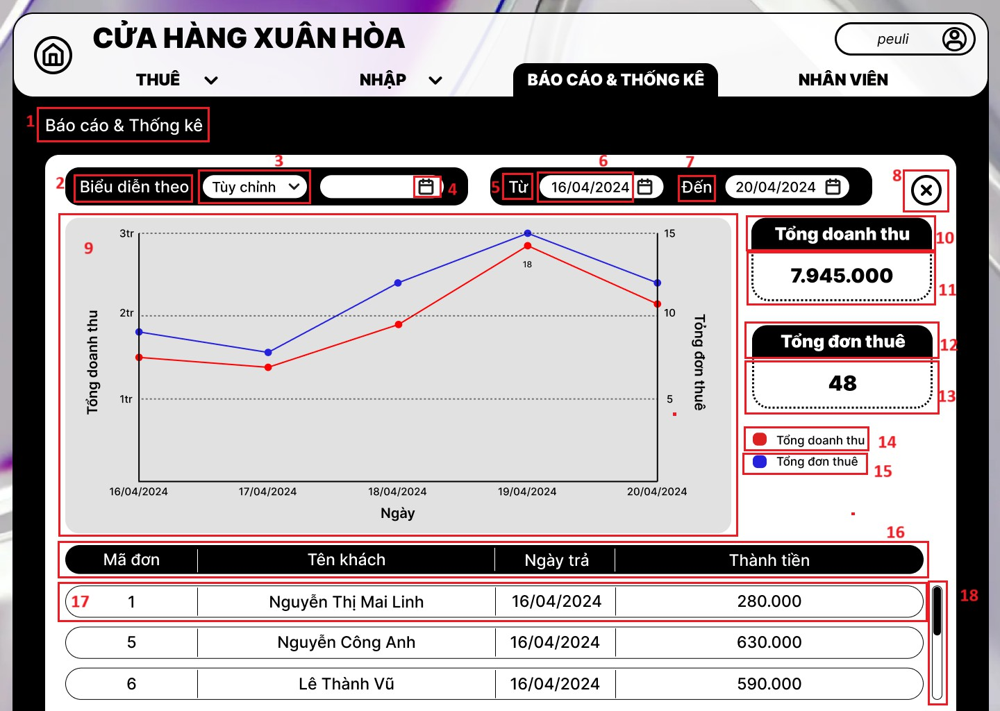 CỬA HÀNG XUÂN HÒA
peuli
THUÊ NHẬP BÁO CÁO & THỐNG KÊ NHÂN VIÊN
1 Báo cáo & Thống kê
3 6 7
2 Biểu diễn theo Tùy chỉnh 4 5 Từ 16/04/2024 Đến 20/04/2024 8
9
3tr
2tr
1tr
15
10
5
18
Tổng doanh thu
Tổng đơn thuê
16/04/2024 17/04/2024 18/04/2024 19/04/2024 20/04/2024
Ngày
Tổng doanh thu 10
7.945.000 11
Tổng đơn thuê 12
48 13
Tổng doanh thu 14
Tổng đơn thuê 15
16
Mã đơn Tên khách Ngày trả Thành tiền
17 1 Nguyễn Thị Mai Linh 16/04/2024 280.000 18
5 Nguyễn Công Anh 16/04/2024 630.000
6 Lê Thành Vũ 16/04/2024 590.000